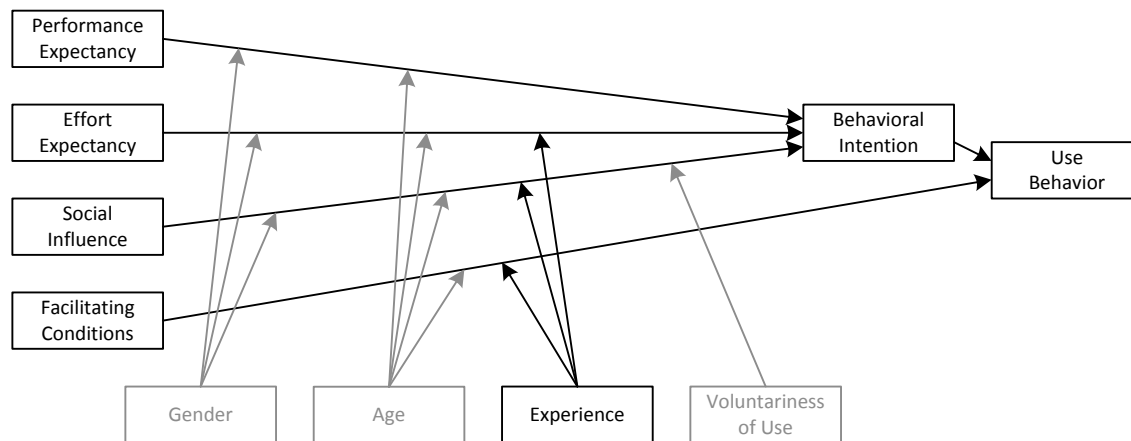 Performance
Expectancy
Effort
Expectancy
Behavioral
Intention
Use
Behavior
Social
Influence
Facilitating
Conditions
Gender
Age
Experience
Voluntariness
of Use